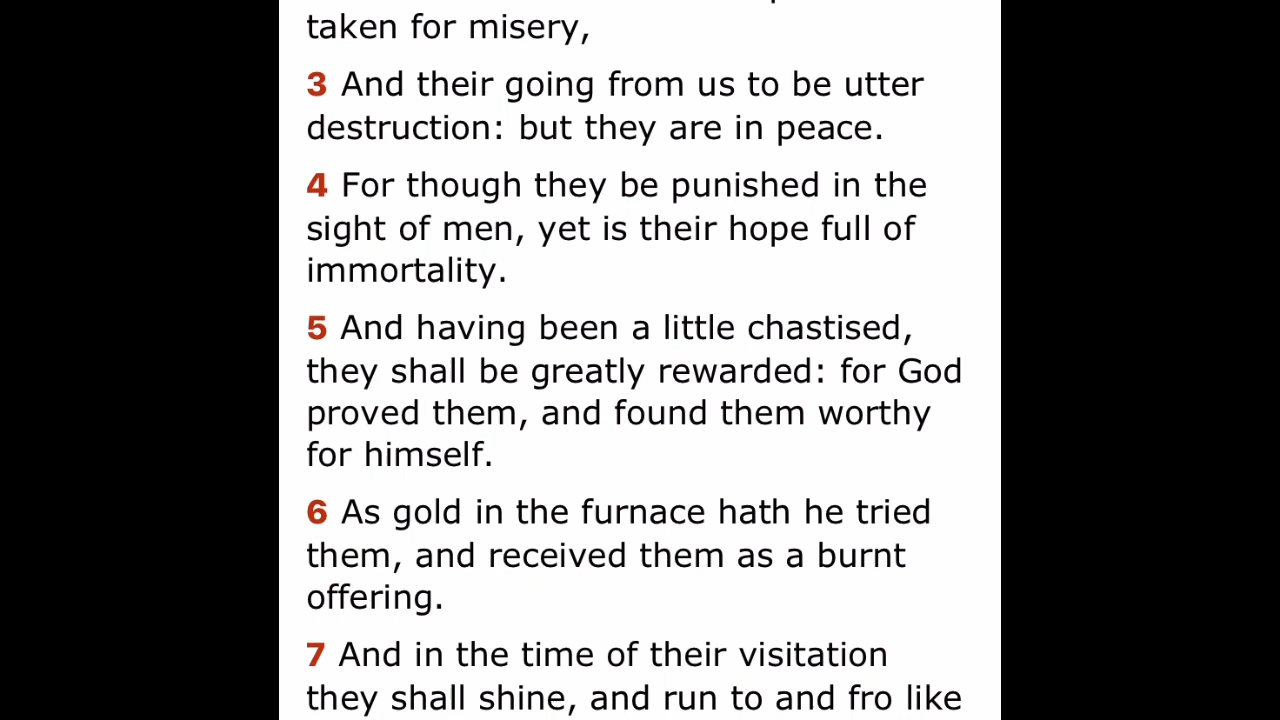 taken for misery,
3 And their going from us to be utter
destruction: but they are in peace.
4 For though they be punished in the
sight of men, yet is their hope full of
immortality.
5 And having been a little chastised,
they shall be greatly rewarded: for God
proved them, and found them worthy
for himself.
6 As gold in the furnace hath he tried
them, and received them as a burnt
offering.
7 And in the time of their visitation
they shall shine, and run to and fro like